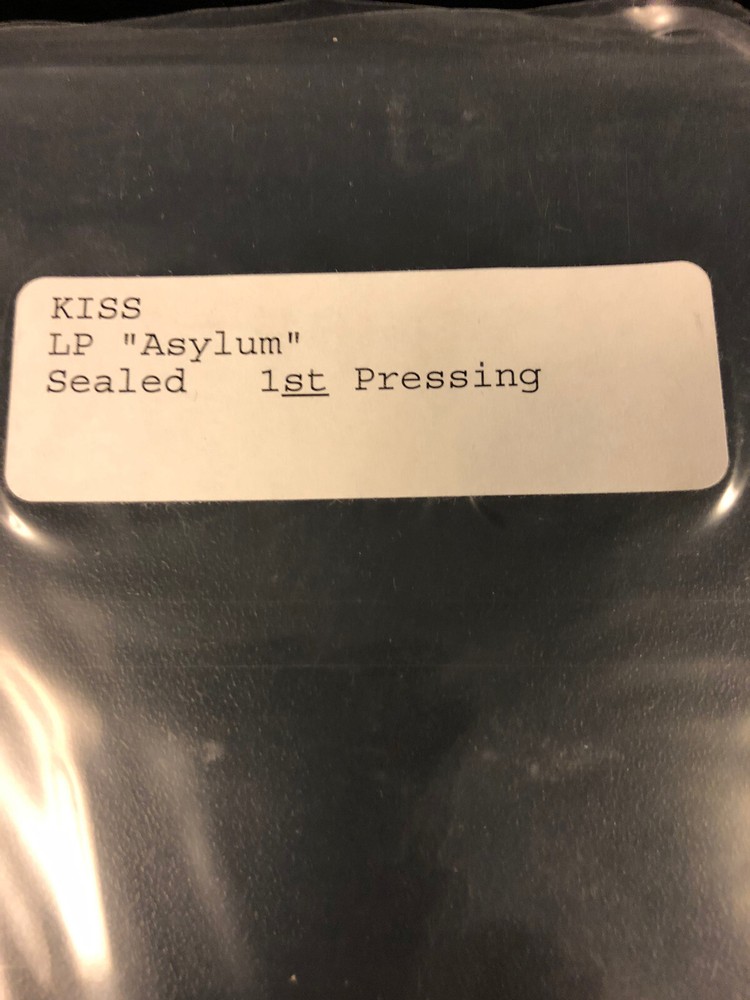 KISS
LP "Asylum"
Sealed 1st Pressing